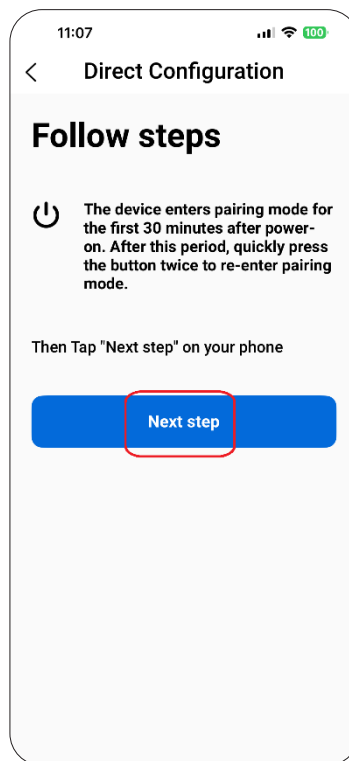 11:07
100
Direct Configuration
Follow steps
The device enters pairing mode for
the first 30 minutes after power-
on. After this period, quickly press
the button twice to re-enter pairing
mode.
Then Tap "Next step" on your phone
Next step